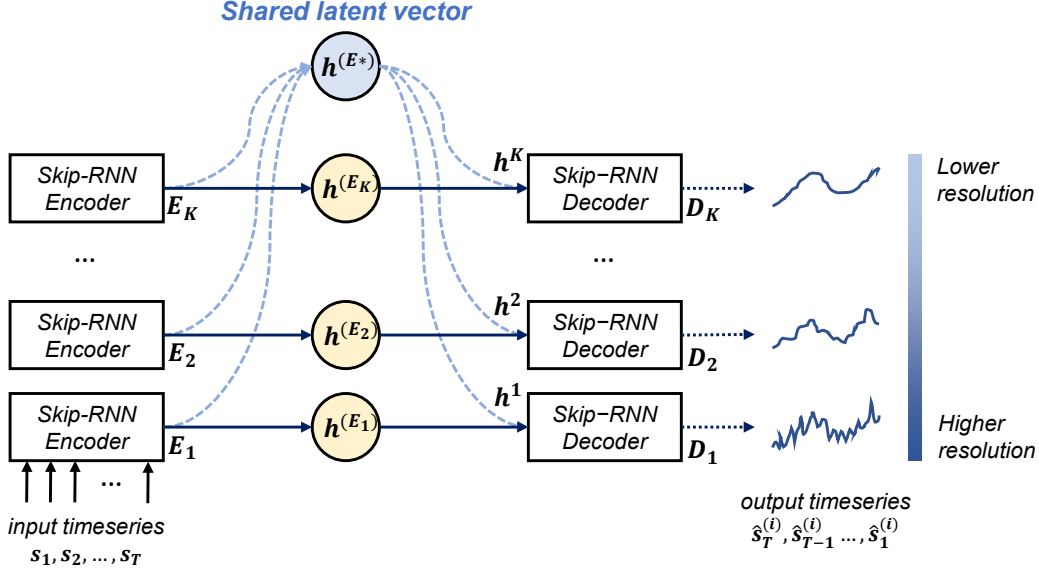 Shared latent vector
h^(E*)
Skip-RNN
Encoder
E_K
h^(E_K)
h^K
Skip−RNN
Decoder
D_K
Lower
resolution
...
...
Skip-RNN
Encoder
E_2
h^(E_2)
h^2
Skip−RNN
Decoder
D_2
Skip-RNN
Encoder
E_1
h^(E_1)
h^1
Skip−RNN
Decoder
D_1
Higher
resolution
...
input timeseries
s_1, s_2, ..., s_T
output timeseries
ŝ_T^(i), ŝ_{T−1}^(i) ..., ŝ_1^(i)